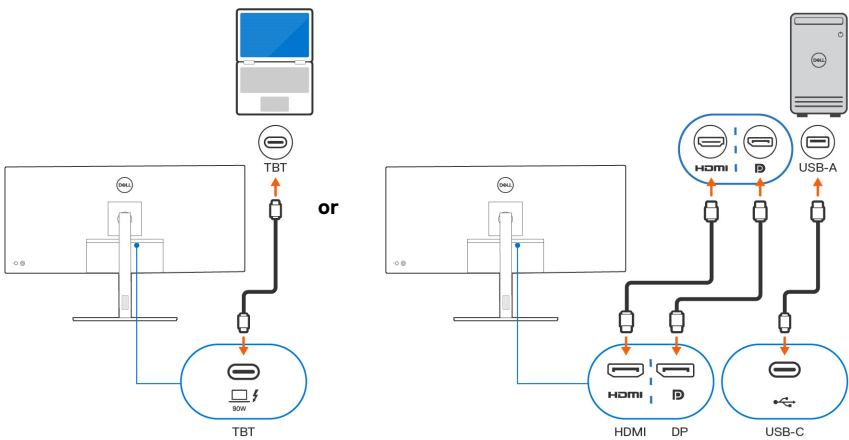 DELL
TBT
DELL
90W
TBT
or
DELL
HDMI
USB-A
DELL
HDMI
HDMI
DP
USB-C